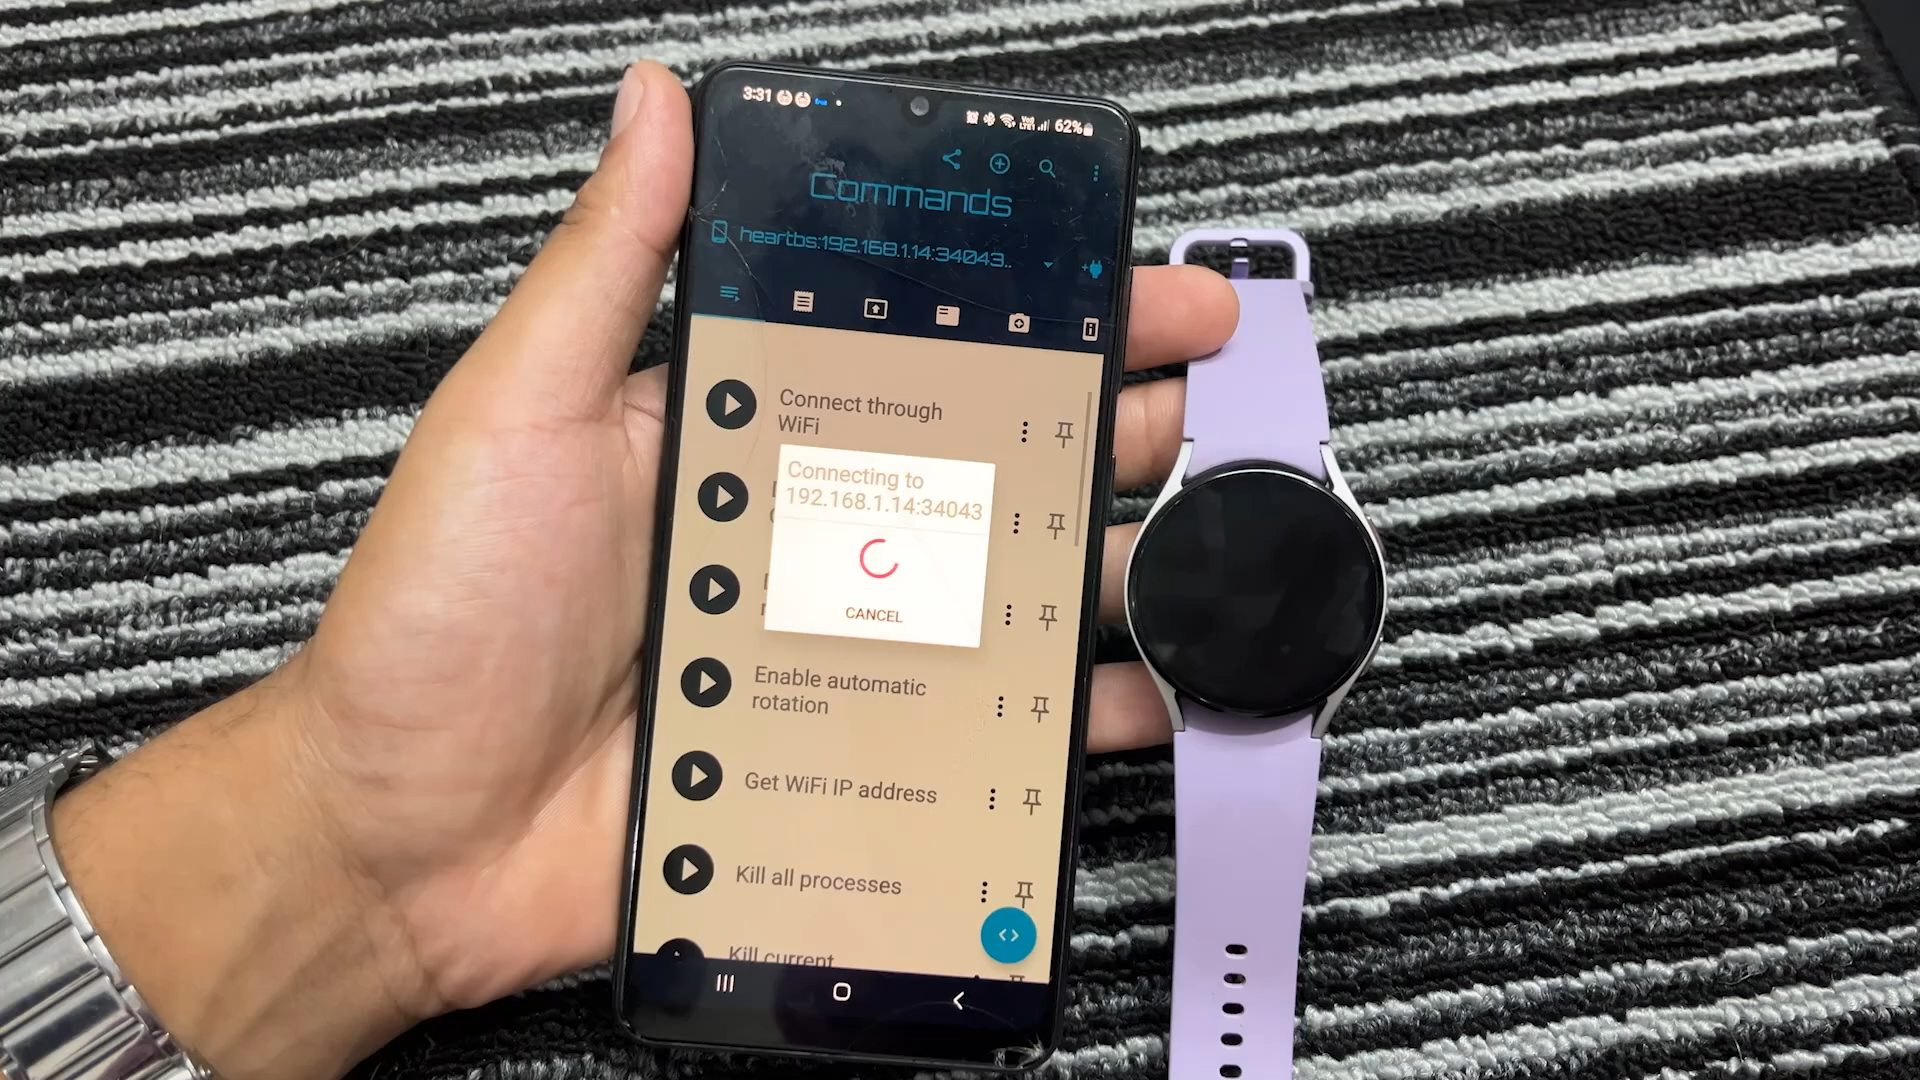 3:31
62%
Commands
heartbs:192.168.1.14:34043..
Connect through
WiFi
Connecting to
192.168.1.14:34043
CANCEL
Enable automatic
rotation
Get WiFi IP address
Kill all processes
Kill current